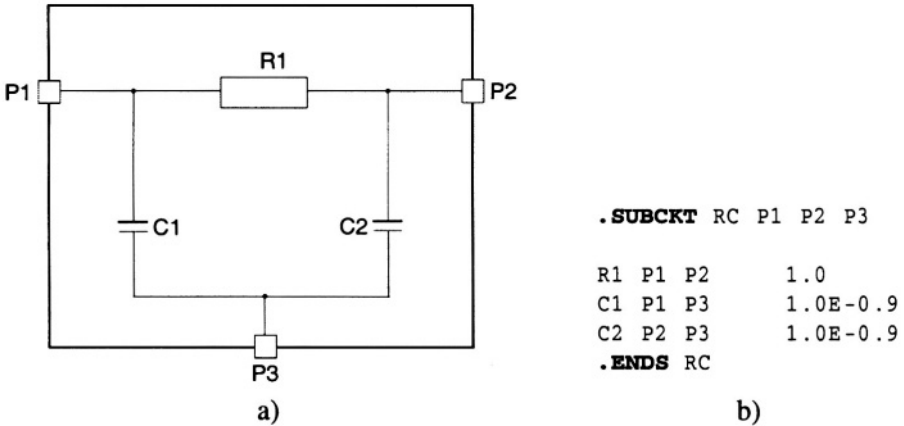 R1
P1
P2
C1
C2
P3
a)
.SUBCKT RC P1 P2 P3
R1 P1 P2 1.0
C1 P1 P3 1.0E-0.9
C2 P2 P3 1.0E-0.9
.ENDS RC
b)